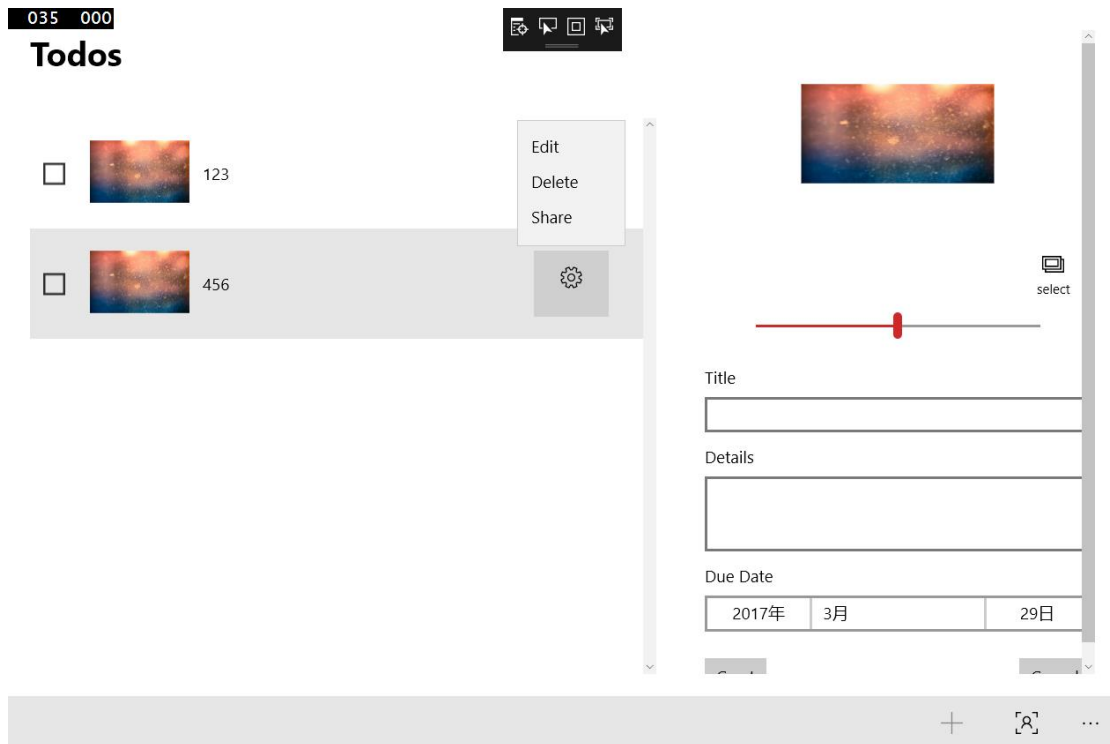 035 000
Todos
123
Edit
Delete
Share
456
select
Title
Details
Due Date
2017年 3月 29日